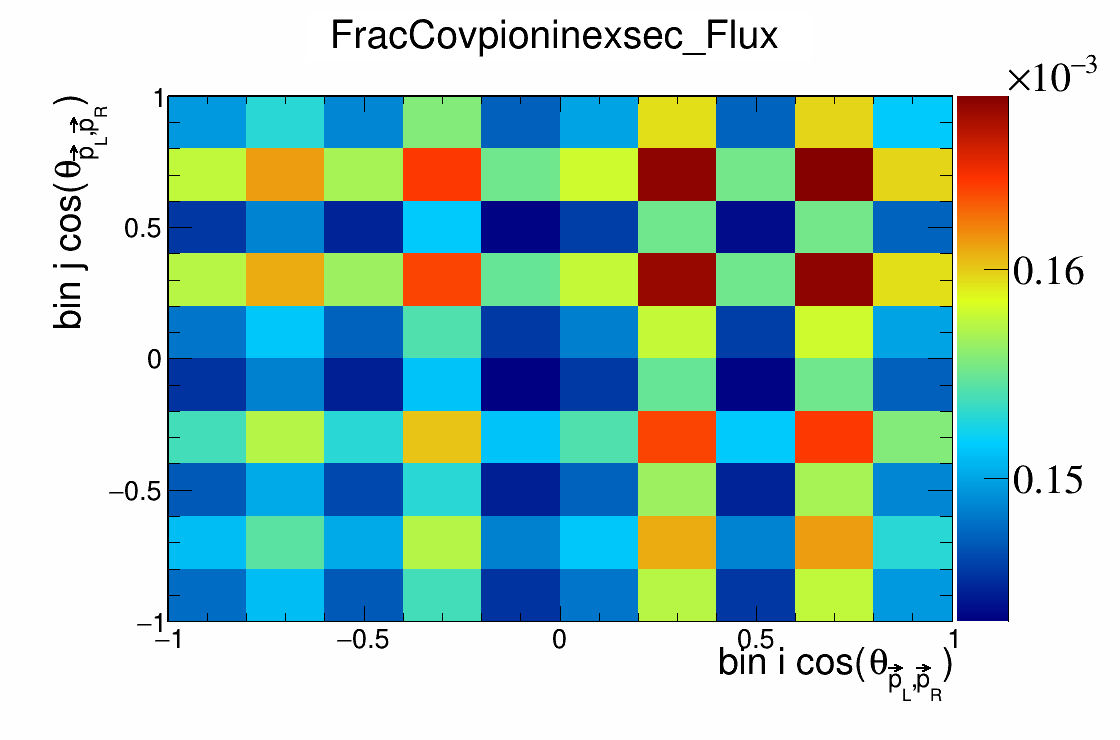 FracCovpioninexsec_Flux
×10⁻³
bin j cos(θ_{p⃗_L,p⃗_R})
1
0.5
0
−0.5
−1
0.16
0.15
−1 −0.5 0 0.5 1
bin i cos(θ_{p⃗_L,p⃗_R})